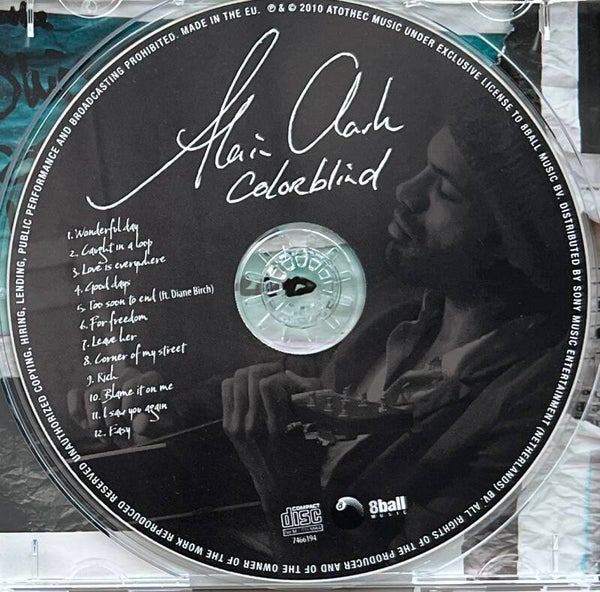 Alain Clark
Colorblind
1. Wonderful day
2. Caught in a loop
3. Love is everywhere
4. Good days
5. Too soon to end (ft. Diane Birch)
6. For freedom
7. Leave her
8. Corner of my street
9. Rich
10. Blame it on me
11. I saw you again
12. Easy
COMPACT
disc
7466194
8
8ball
MUSIC
℗ & © 2010 ATOTHEC MUSIC UNDER EXCLUSIVE LICENSE TO 8BALL MUSIC BV. DISTRIBUTED BY SONY MUSIC ENTERTAINMENT (NETHERLANDS) BV. ALL RIGHTS OF THE PRODUCER AND OF THE OWNER OF THE WORK REPRODUCED RESERVED UNAUTHORIZED COPYING, HIRING, LENDING, PUBLIC PERFORMANCE AND BROADCASTING PROHIBITED. MADE IN THE EU.